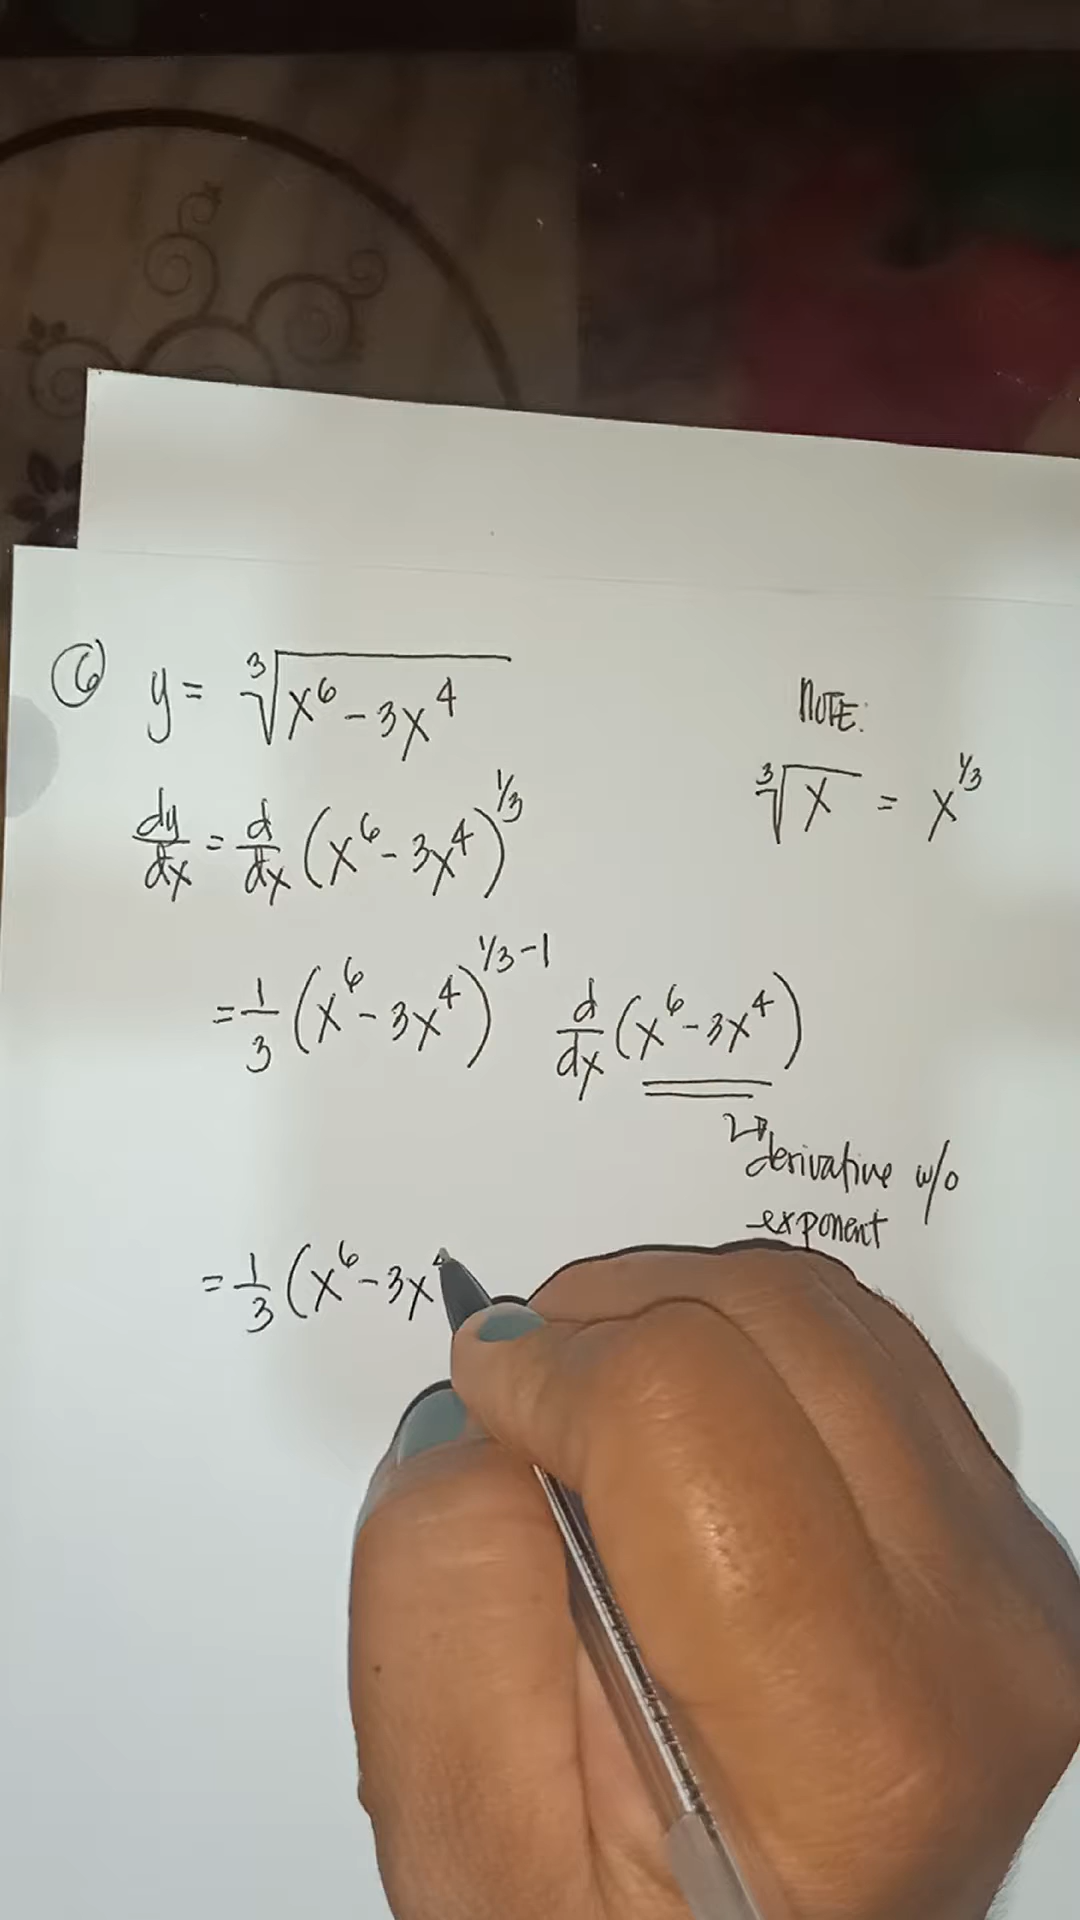 ⑥ y = ∛(x⁶ - 3x⁴)
NOTE:
∛x = x^1/3
dy/dx = d/dx (x⁶ - 3x⁴)^1/3
= 1/3 (x⁶ - 3x⁴)^1/3-1 d/dx (x⁶ - 3x⁴)
derivative w/o
exponent
= 1/3 (x⁶ - 3x⁴